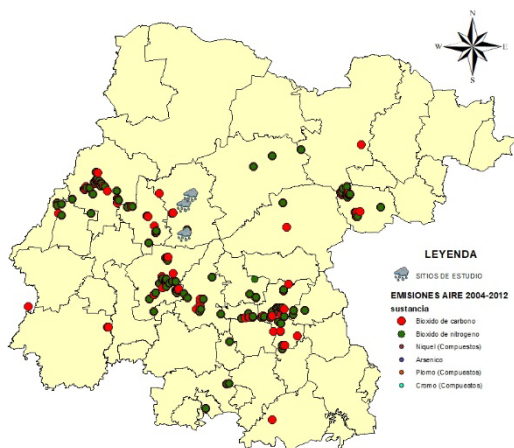 N
W
E
S
LEYENDA
SITIOS DE ESTUDIO
EMISIONES AIRE 2004-2012
sustancia
Bioxido de carbono
Bioxido de nitrogeno
Niquel (Compuestos)
Arsenico
Plomo (Compuestos)
Cromo (Compuestos)